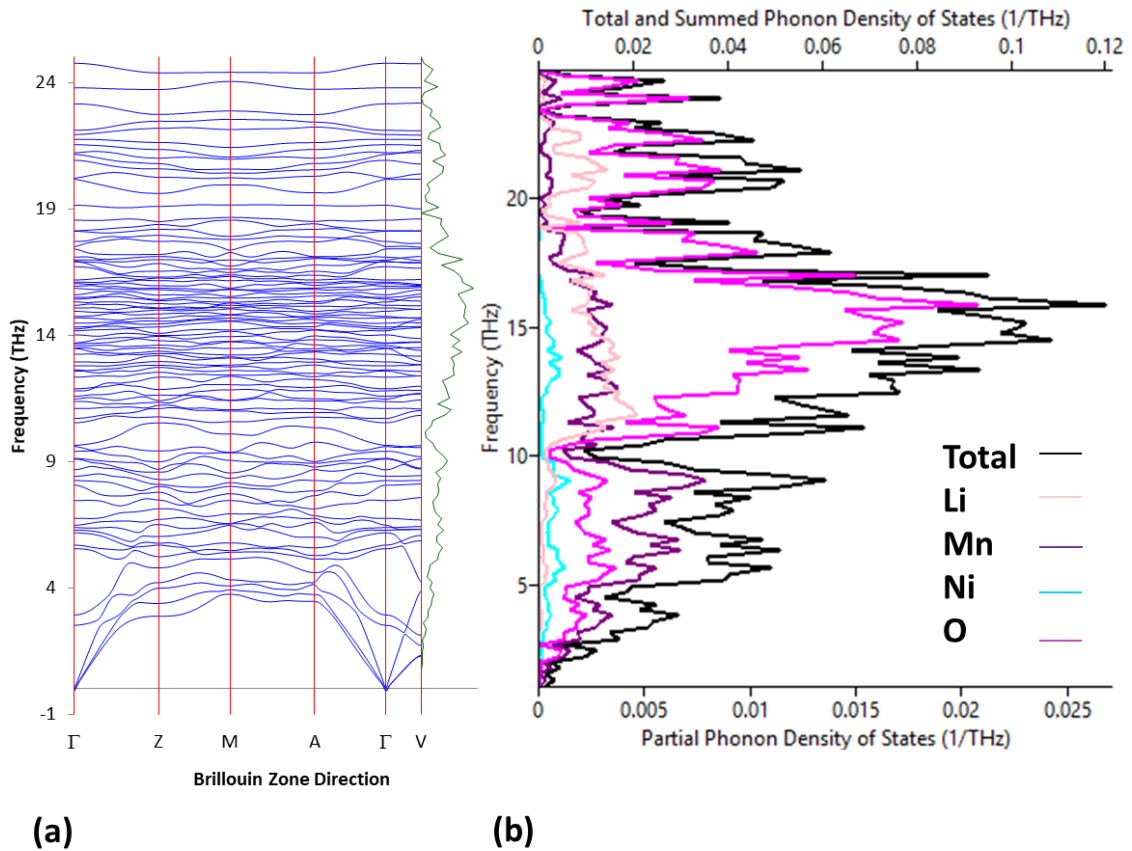 Total and Summed Phonon Density of States (1/THz)
0 0.02 0.04 0.06 0.08 0.1 0.12
24
19
14
9
4
-1
Frequency (THz)
Γ Z M A Γ V
Brillouin Zone Direction
20
15
10
5
Frequency (THz)
Total
Li
Mn
Ni
O
0 0.005 0.01 0.015 0.02 0.025
Partial Phonon Density of States (1/THz)
(a) (b)